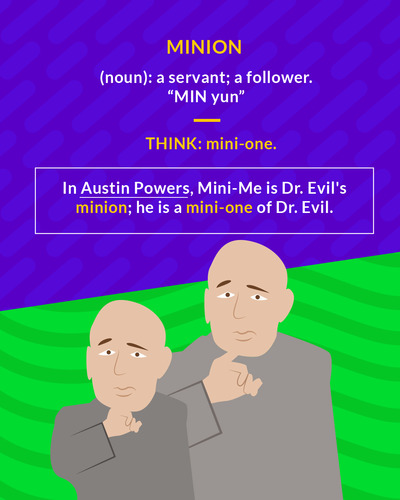 MINION
(noun): a servant; a follower.
“MIN yun”
THINK: mini-one.
In Austin Powers, Mini-Me is Dr. Evil's
minion; he is a mini-one of Dr. Evil.